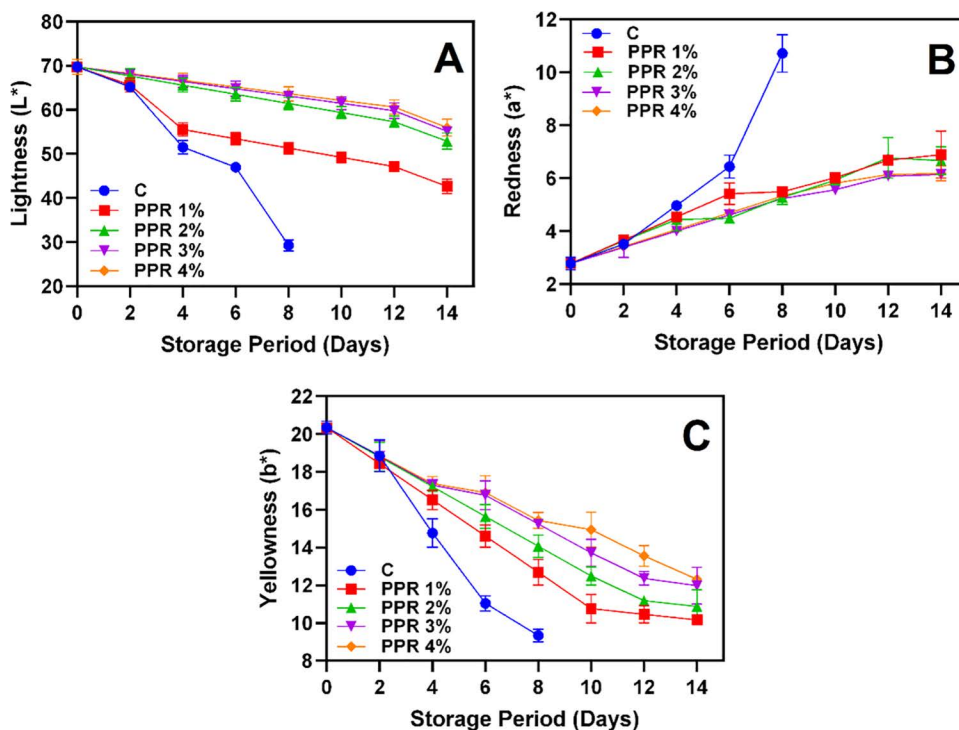 A
Lightness (L*)
80
70
60
50
40
30
20
C
PPR 1%
PPR 2%
PPR 3%
PPR 4%
0 2 4 6 8 10 12 14
Storage Period (Days)
B
Redness (a*)
12
10
8
6
4
2
C
PPR 1%
PPR 2%
PPR 3%
PPR 4%
0 2 4 6 8 10 12 14
Storage Period (Days)
C
Yellowness (b*)
22
20
18
16
14
12
10
8
C
PPR 1%
PPR 2%
PPR 3%
PPR 4%
0 2 4 6 8 10 12 14
Storage Period (Days)